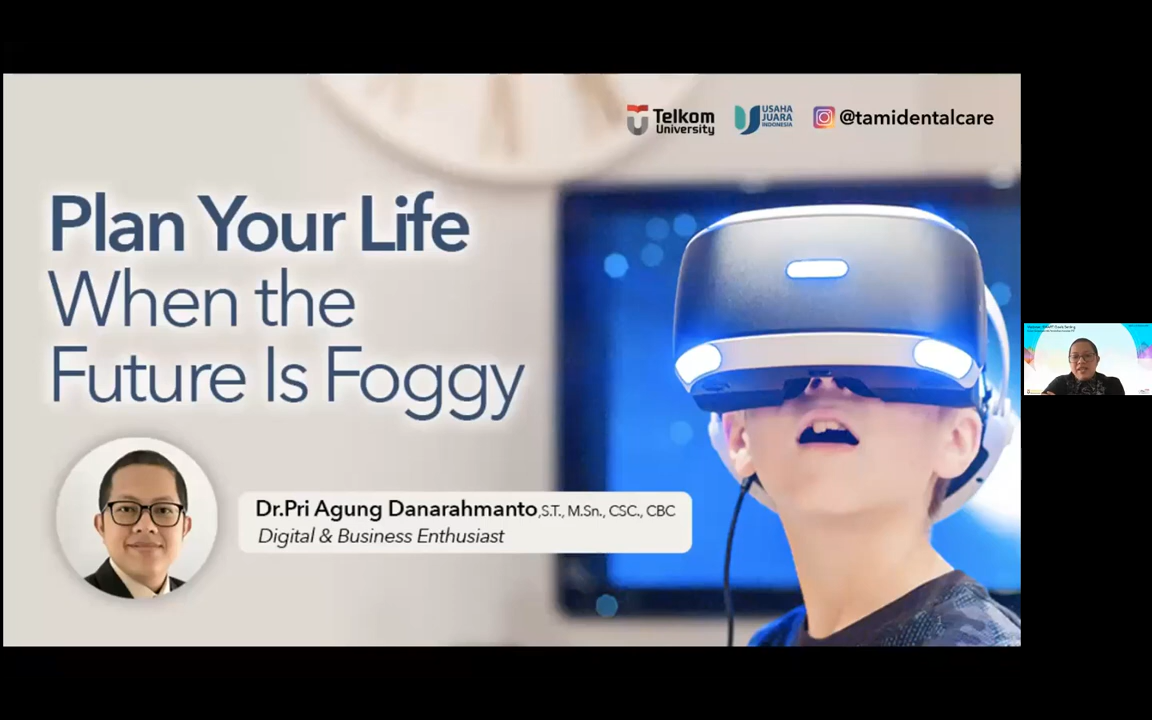 Telkom
University
USAHA
JUARA
INDONESIA
@tamidentalcare
Plan Your Life
When the
Future Is Foggy
Dr.Pri Agung Danarahmanto,S.T., M.Sn., CSC., CBC
Digital & Business Enthusiast